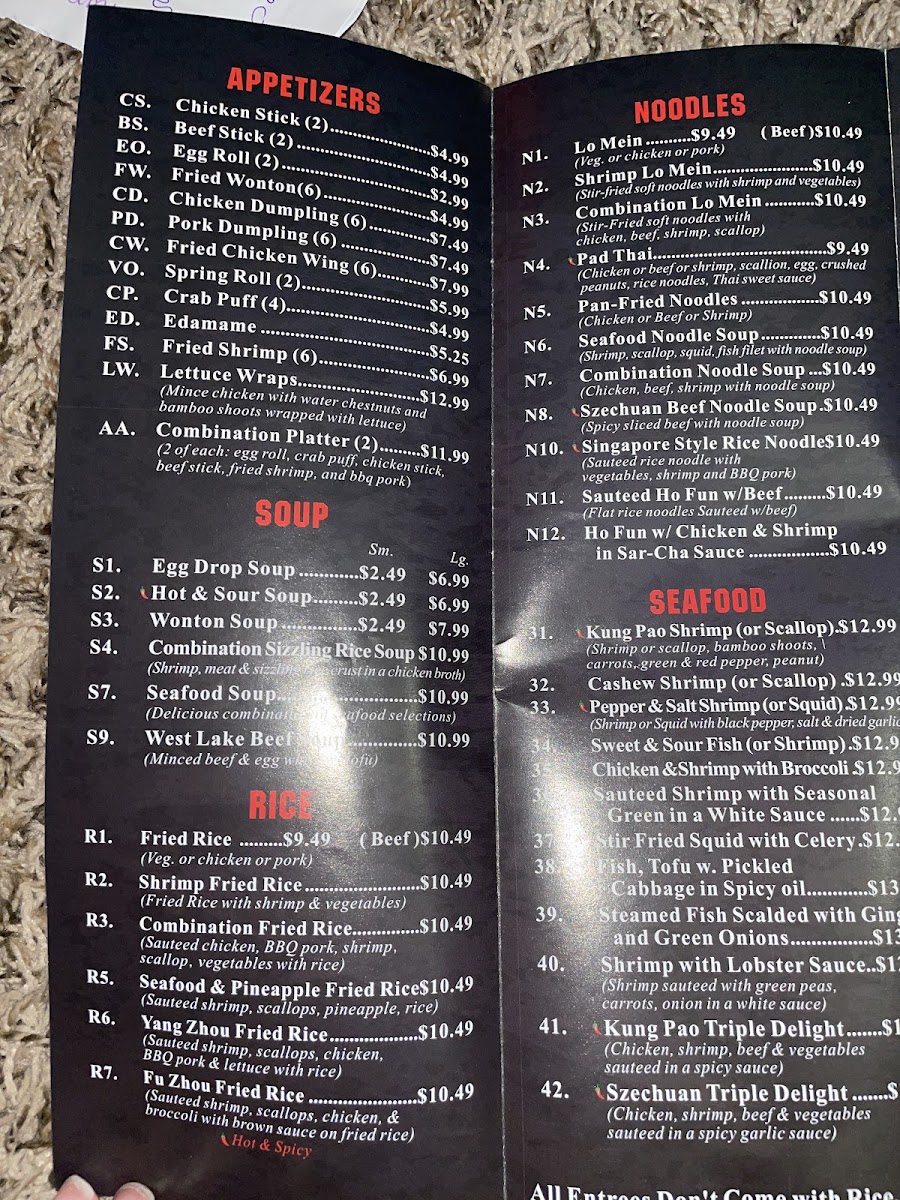 APPETIZERS
CS. Chicken Stick (2)..................$4.99
BS. Beef Stick (2)..................$4.99
EO. Egg Roll (2)..................$2.99
FW. Fried Wonton(6)..................$4.99
CD. Chicken Dumpling (6)..............$7.49
PD. Pork Dumpling (6) ..................$7.49
CW. Fried Chicken Wing (6)............$7.99
VO. Spring Roll (2)..................$5.99
CP. Crab Puff (4)..................$4.99
ED. Edamame ..................$5.25
FS. Fried Shrimp (6)..................$6.99
LW. Lettuce Wraps..................$12.99
(Mince chicken with water chestnuts and
bamboo shoots wrapped with lettuce)
AA. Combination Platter (2)........$11.99
(2 of each: egg roll, crab puff, chicken stick,
beef stick, fried shrimp, and bbq pork)
SOUP
Sm. Lg.
S1. Egg Drop Soup ............$2.49 $6.99
S2. Hot & Sour Soup.........$2.49 $6.99
S3. Wonton Soup ................$2.49 $7.99
S4. Combination Sizzling Rice Soup $10.99
(Shrimp, meat & sizzling crust in a chicken broth)
S7. Seafood Soup......................$10.99
(Delicious seafood selections)
S9. West Lake Beef Soup..............$10.99
(Minced beef & egg tofu)
RICE
R1. Fried Rice .........$9.49 ( Beef )$10.49
(Veg. or chicken or pork)
R2. Shrimp Fried Rice.......................$10.49
(Fried Rice with shrimp & vegetables)
R3. Combination Fried Rice.............$10.49
(Sauteed chicken, BBQ pork, shrimp,
scallop, vegetables with rice)
R5. Seafood & Pineapple Fried Rice$10.49
(Sauteed shrimp, scallops, pineapple, rice)
R6. Yang Zhou Fried Rice.................$10.49
(Sauteed shrimp, scallops, chicken,
BBQ pork & lettuce with rice)
R7. Fu Zhou Fried Rice .....................$10.49
(Sauteed shrimp, scallops, chicken, &
broccoli with brown sauce on fried rice)
Hot & Spicy
NOODLES
N1. Lo Mein ..........$9.49 ( Beef )$10.49
(Veg. or chicken or pork)
N2. Shrimp Lo Mein....................$10.49
(Stir-fried soft noodles with shrimp and vegetables)
N3. Combination Lo Mein ...........$10.49
(Stir-Fried soft noodles with
chicken, beef, shrimp, scallop)
N4. Pad Thai...................................$9.49
(Chicken or beef or shrimp, scallion, egg, crushed
peanuts, rice noodles, Thai sweet sauce)
N5. Pan-Fried Noodles ................$10.49
(Chicken or Beef or Shrimp)
N6. Seafood Noodle Soup.............$10.49
(Shrimp, scallop, squid, fish filet with noodle soup)
N7. Combination Noodle Soup ...$10.49
(Chicken, beef, shrimp with noodle soup)
N8. Szechuan Beef Noodle Soup.$10.49
(Spicy sliced beef with noodle soup)
N10. Singapore Style Rice Noodle$10.49
(Sauteed rice noodle with
vegetables, shrimp and BBQ pork)
N11. Sauteed Ho Fun w/Beef.........$10.49
(Flat rice noodles Sauteed w/beef)
N12. Ho Fun w/ Chicken & Shrimp
in Sar-Cha Sauce .................$10.49
SEAFOOD
31. Kung Pao Shrimp (or Scallop).$12.99
(Shrimp or scallop, bamboo shoots,
carrots, green & red pepper, peanut)
32. Cashew Shrimp (or Scallop) .$12.99
33. Pepper & Salt Shrimp (or Squid).$12.99
(Shrimp or Squid with black pepper, salt & dried garlic
34. Sweet & Sour Fish (or Shrimp).$12.9
Chicken &Shrimp with Broccoli.$12.9
Sauteed Shrimp with Seasonal
Green in a White Sauce ......$12.
37. Stir Fried Squid with Celery.$12.
38. Fish, Tofu w. Pickled
Cabbage in Spicy oil............$13
39. Steamed Fish Scalded with Ging
and Green Onions.................$13
40. Shrimp with Lobster Sauce..$1
(Shrimp sauteed with green peas,
carrots, onion in a white sauce)
41. Kung Pao Triple Delight.......$1
(Chicken, shrimp, beef & vegetables
sauteed in a spicy sauce)
42. Szechuan Triple Delight .......$
(Chicken, shrimp, beef & vegetables
sauteed in a spicy garlic sauce)
All Entrees Don't Come with Rice